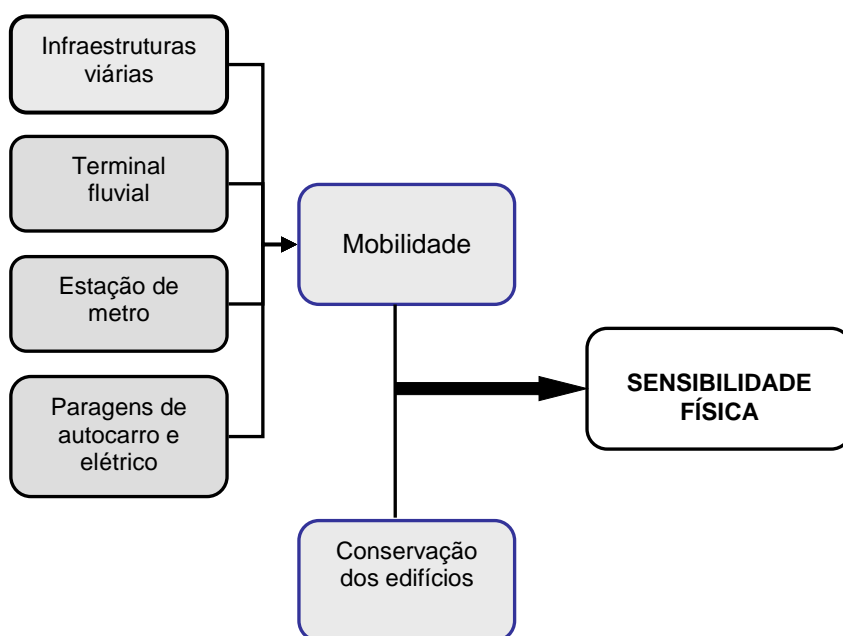 Infraestruturas
viárias
Terminal
fluvial
Estação de
metro
Paragens de
autocarro e
elétrico
Mobilidade
Conservação
dos edifícios
SENSIBILIDADE
FÍSICA